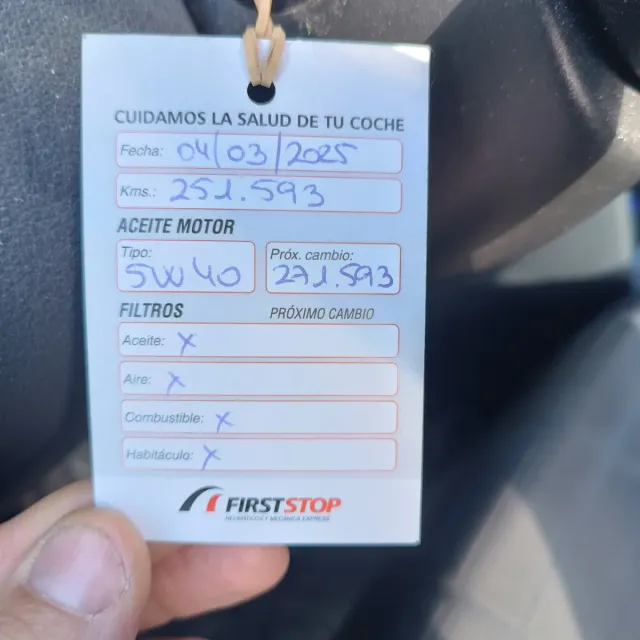 CUIDAMOS LA SALUD DE TU COCHE
Fecha: 04/03/2025
Kms.: 251.593
ACEITE MOTOR
Tipo: Próx. cambio:
5W40 271.593
FILTROS PRÓXIMO CAMBIO
Aceite: X
Aire: X
Combustible: X
Habitáculo: X
FIRSTSTOP
NEUMÁTICOS Y MECÁNICA EXPRESS